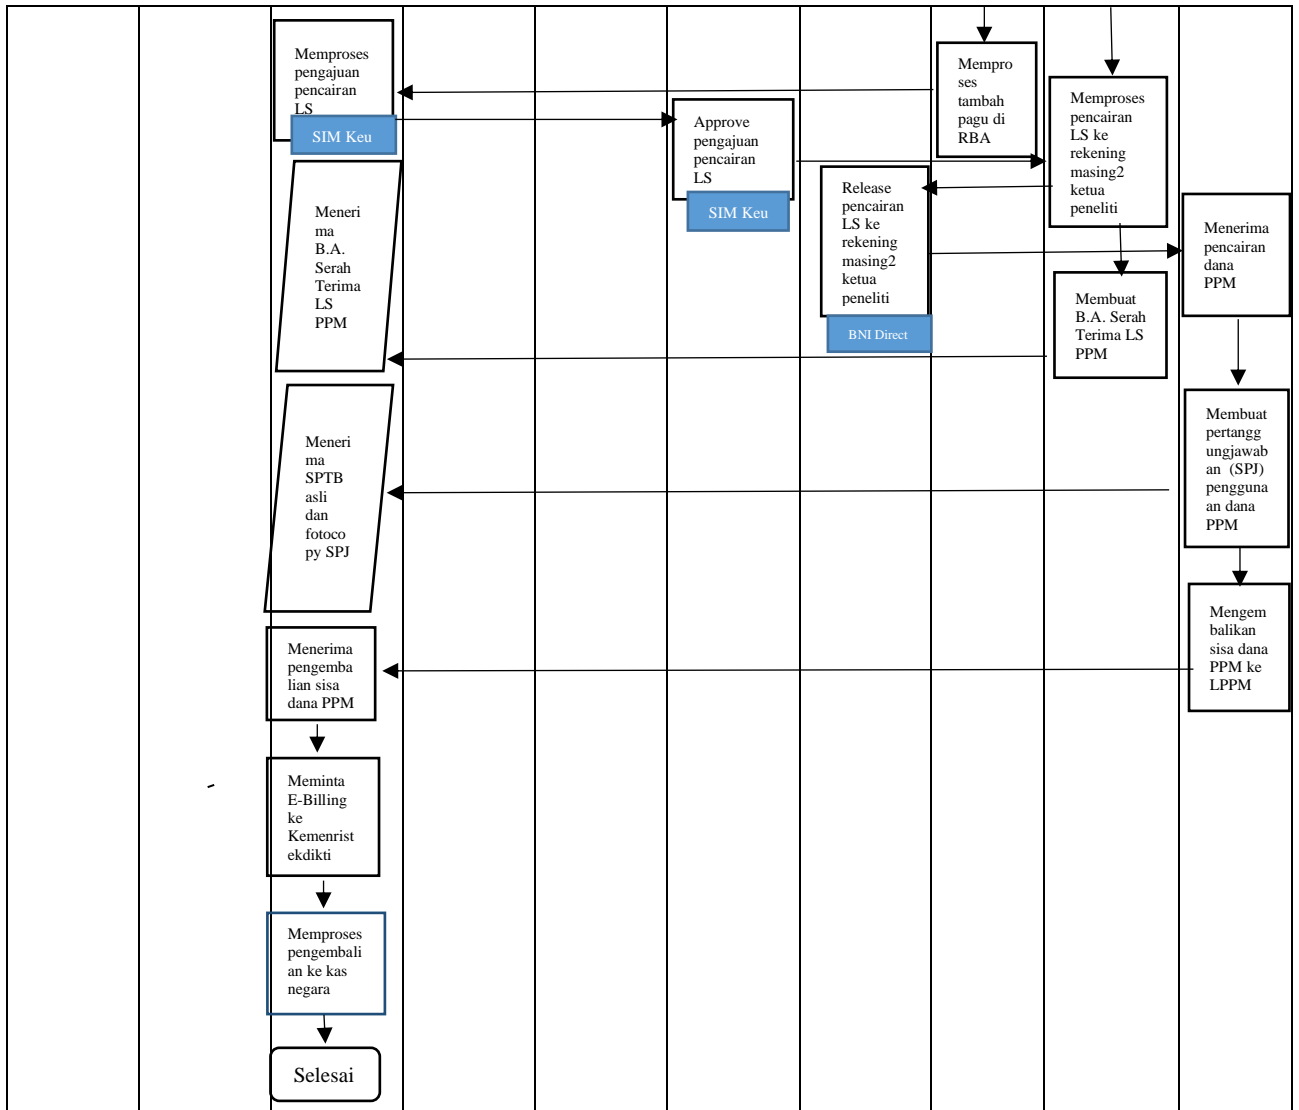 Memproses
pengajuan
pencairan
LS
SIM Keu
Mempro
ses
tambah
pagu di
RBA
Memproses
pencairan
LS ke
rekening
masing2
ketua
peneliti
Approve
pengajuan
pencairan
LS
SIM Keu
Release
pencairan
LS ke
rekening
masing2
ketua
peneliti
BNI Direct
Meneri
ma
B.A.
Serah
Terima
LS
PPM
Menerima
pencairan
dana
PPM
Membuat
B.A. Serah
Terima LS
PPM
Meneri
ma
SPTB
asli
dan
fotoco
py SPJ
Membuat
pertangg
ungjawab
an (SPJ)
pengguna
an dana
PPM
Mengem
balikan
sisa dana
PPM ke
LPPM
Menerima
pengemba
lian sisa
dana PPM
Meminta
E-Billing
ke
Kemenrist
ekdikti
Memproses
pengembali
an ke kas
negara
Selesai